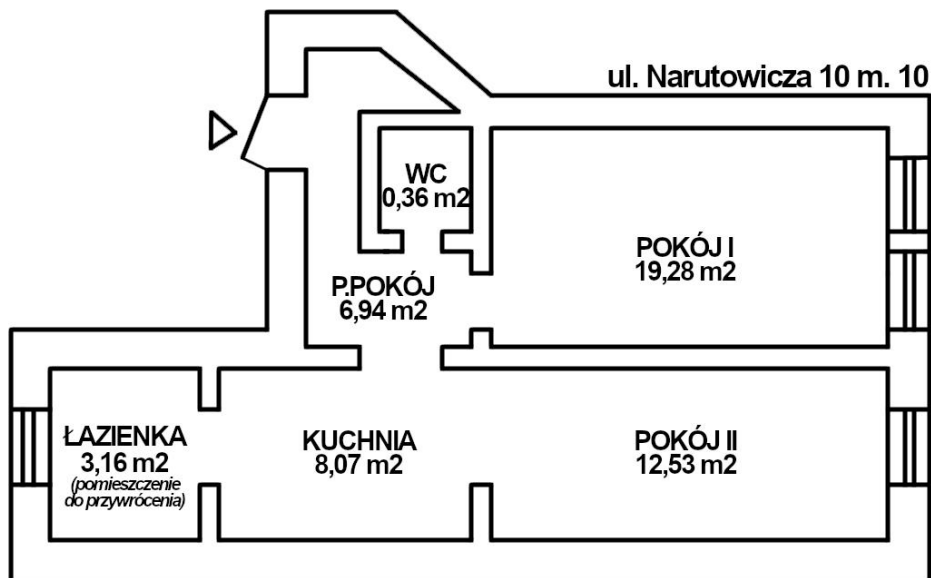 ul. Narutowicza 10 m. 10
WC
0,36 m2
POKÓJ I
19,28 m2
P.POKÓJ
6,94 m2
ŁAZIENKA
3,16 m2
(pomieszczenie
do przywrócenia)
KUCHNIA
8,07 m2
POKÓJ II
12,53 m2